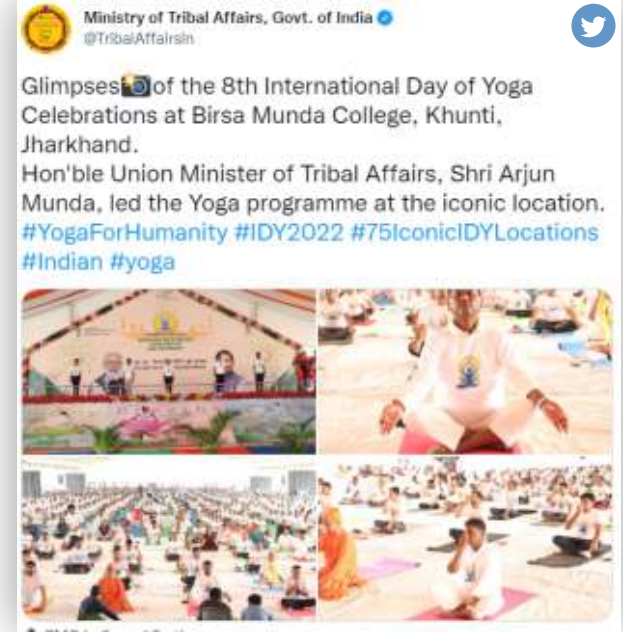 Ministry of Tribal Affairs, Govt. of India
@TribalAffairsIn
Glimpses📸of the 8th International Day of Yoga
Celebrations at Birsa Munda College, Khunti,
Jharkhand.
Hon'ble Union Minister of Tribal Affairs, Shri Arjun
Munda, led the Yoga programme at the iconic location.
#YogaForHumanity #IDY2022 #75IconicIDYLocations
#Indian #yoga